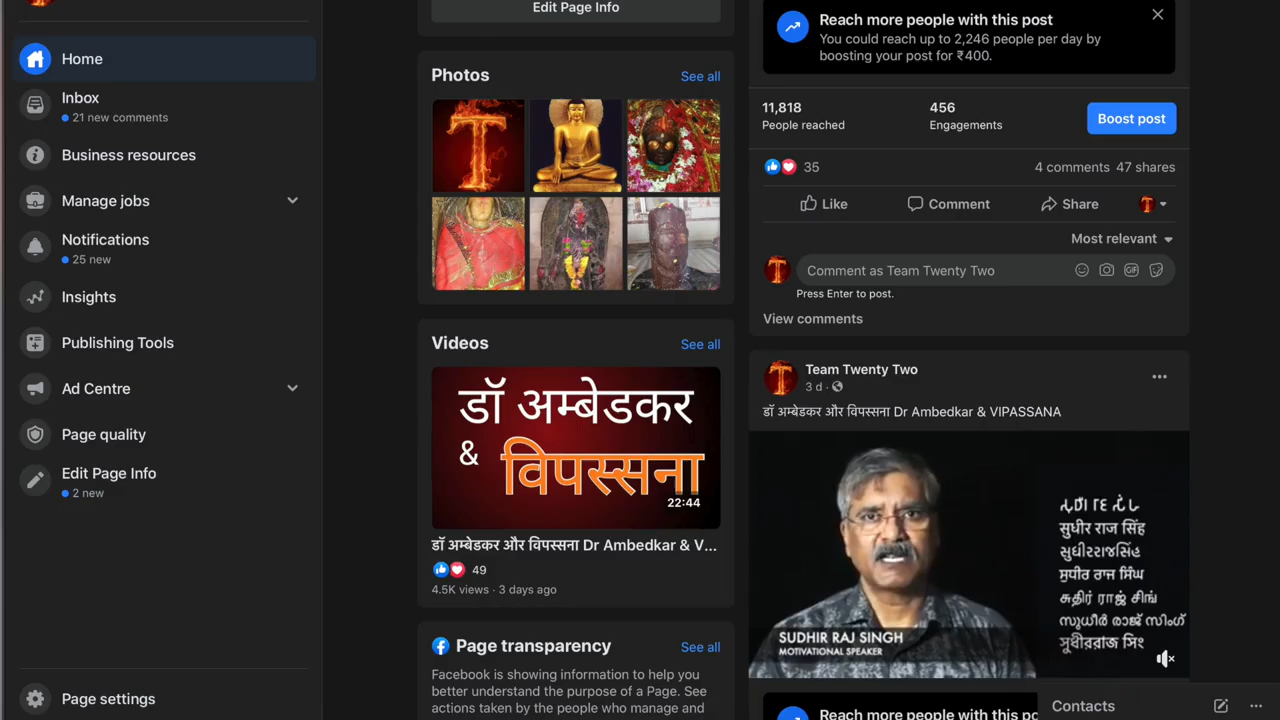 Home
Inbox
21 new comments
Business resources
Manage jobs
Notifications
25 new
Insights
Publishing Tools
Ad Centre
Page quality
Edit Page Info
2 new
Page settings
Edit Page Info
Photos
See all
Videos
See all
डॉ अम्बेडकर
&
विपस्सना
22:44
डॉ अम्बेडकर और विपस्सना Dr Ambedkar & V...
49
4.5K views · 3 days ago
Page transparency
See all
Facebook is showing information to help you
better understand the purpose of a Page. See
actions taken by the people who manage and
Reach more people with this post
You could reach up to 2,246 people per day by
boosting your post for ₹400.
11,818
People reached
456
Engagements
Boost post
35
4 comments 47 shares
Like
Comment
Share
Most relevant
Comment as Team Twenty Two
GIF
Press Enter to post.
View comments
Team Twenty Two
3 d ·
डॉ अम्बेडकर और विपस्सना Dr Ambedkar & VIPASSANA
सुधीर राज सिंह
SUDHIR RAJ SINGH
MOTIVATIONAL SPEAKER
Reach more people with this po
Contacts